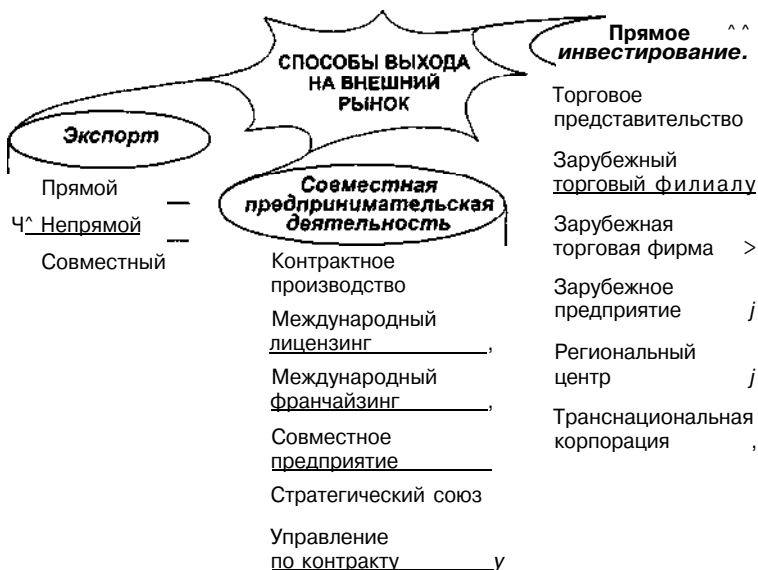 СПОСОБЫ ВЫХОДА
НА ВНЕШНИЙ
РЫНОК
Экспорт
Прямой
Ч^ Непрямой
Совместный
Совместная
предпринимательская
деятельность
Контрактное
производство
Международный
лицензинг ,
Международный
франчайзинг ,
Совместное
предприятие
Стратегический союз
Управление
по контракту у
Прямое ^ ^
инвестирование.
Торговое
представительство
Зарубежный
торговый филиалу
Зарубежная
торговая фирма >
Зарубежное
предприятие j
Региональный
центр j
Транснациональная
корпорация ,